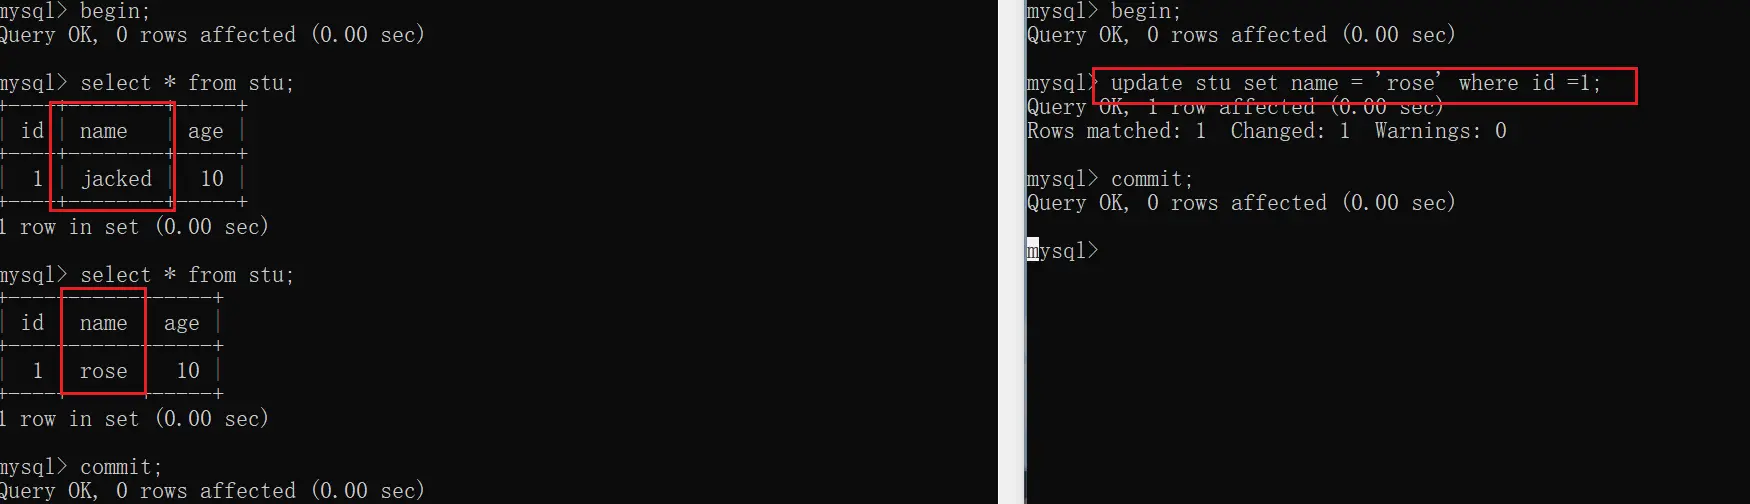 mysql> begin;
Query OK, 0 rows affected (0.00 sec)
mysql> select * from stu;
+----+--------+-----+
| id | name   | age |
+----+--------+-----+
|  1 | jacked |  10 |
+----+--------+-----+
1 row in set (0.00 sec)
mysql> select * from stu;
+----+------+-----+
| id | name | age |
+----+------+-----+
|  1 | rose |  10 |
+----+------+-----+
1 row in set (0.00 sec)
mysql> commit;
Query OK, 0 rows affected (0.00 sec)
mysql> begin;
Query OK, 0 rows affected (0.00 sec)
mysql> update stu set name = 'rose' where id =1;
Query OK, 1 row affected (0.00 sec)
Rows matched: 1  Changed: 1  Warnings: 0
mysql> commit;
Query OK, 0 rows affected (0.00 sec)
mysql>